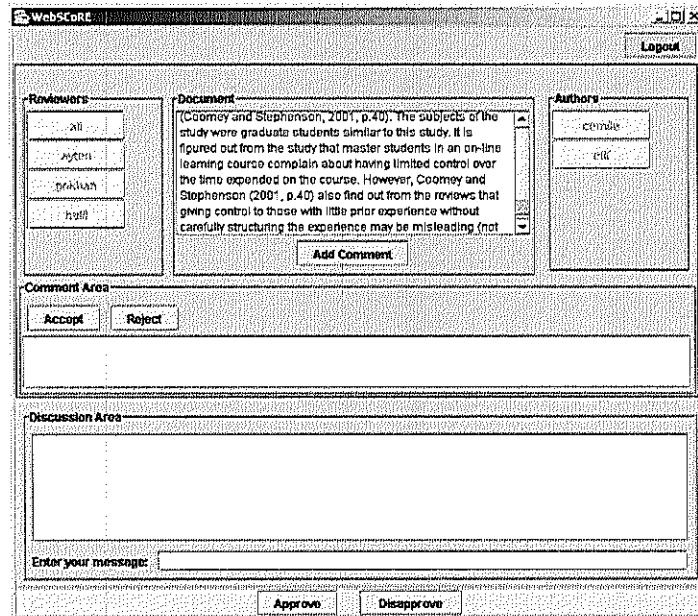 WebSCoRE
Logout
Reviewers
ali
ayten
gokhan
halil
Document
(Coomey and Stephenson, 2001, p.40). The subjects of the
study were graduate students similar to this study. It is
figured out from the study that master students in an on-line
learning course complain about having limited control over
the time expended on the course. However, Coomey and
Stephenson (2001, p.40) also find out from the reviews that
giving control to those with little prior experience without
carefully structuring the experience may be misleading (not
Add Comment
Authors
cemile
elif
Comment Area
Accept Reject
Discussion Area
Enter your message:
Approve Disapprove